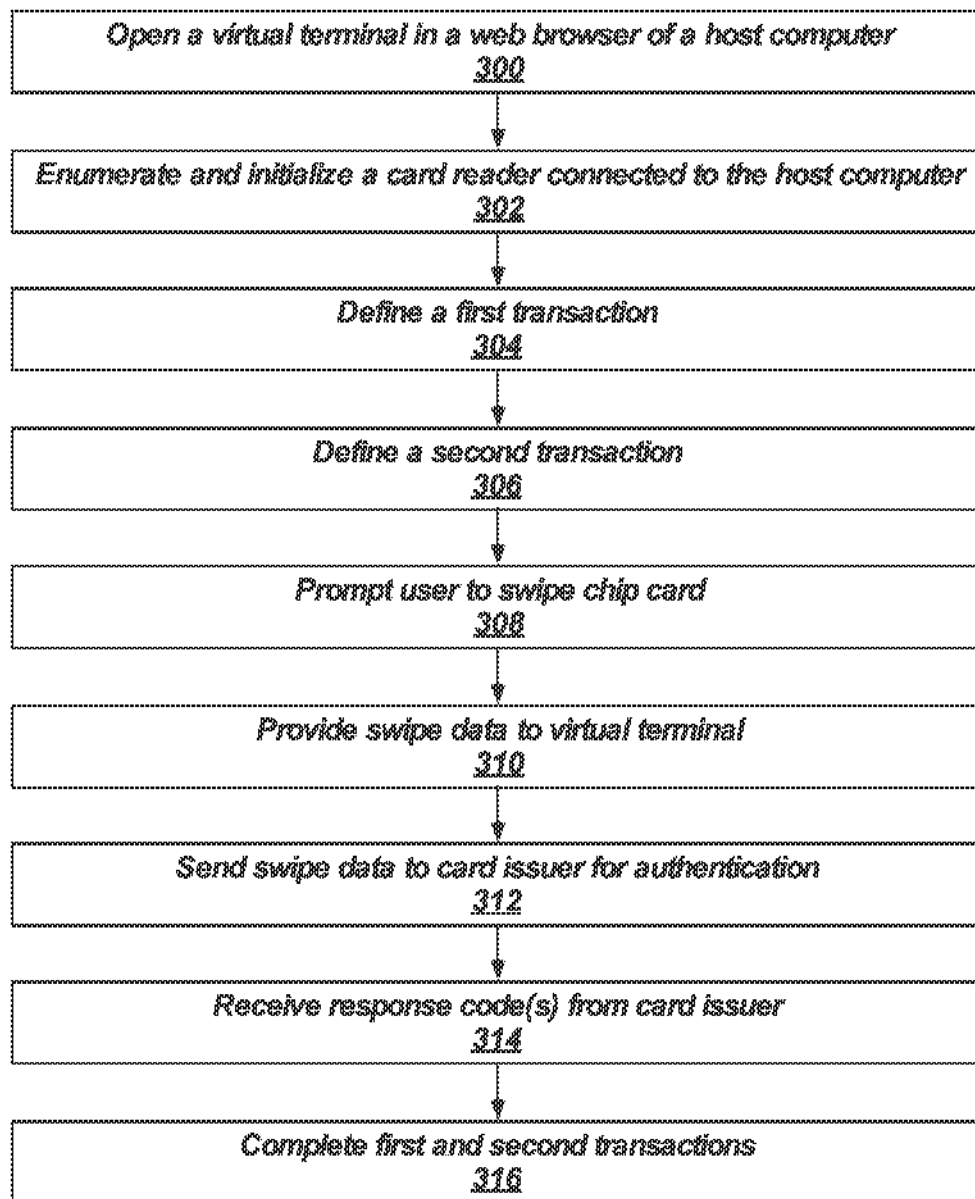 Open a virtual terminal in a web browser of a host computer
300
Enumerate and initialize a card reader connected to the host computer
302
Define a first transaction
304
Define a second transaction
306
Prompt user to swipe chip card
308
Provide swipe data to virtual terminal
310
Send swipe data to card issuer for authentication
312
Receive response code(s) from card issuer
314
Complete first and second transactions
316